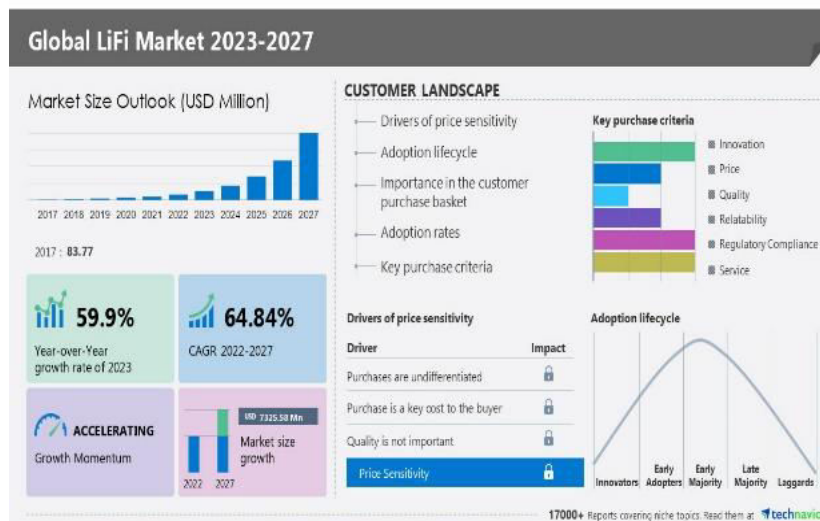 Global LiFi Market 2023-2027
Market Size Outlook (USD Million)
2017 2018 2019 2020 2021 2022 2023 2024 2025 2026 2027
2017 : 83.77
59.9%
Year-over-Year
growth rate of 2023
64.84%
CAGR 2022-2027
ACCELERATING
Growth Momentum
USD 7325.58 Mn
Market size
growth
2022 2027
CUSTOMER LANDSCAPE
Drivers of price sensitivity
Adoption lifecycle
Importance in the customer
purchase basket
Adoption rates
Key purchase criteria
Key purchase criteria
Innovation
Price
Quality
Relatability
Regulatory Compliance
Service
Drivers of price sensitivity
Driver Impact
Purchases are undifferentiated
Purchase is a key cost to the buyer
Quality is not important
Price Sensitivity
Adoption lifecycle
Innovators Early Adopters Early Majority Late Majority Laggards
17000+ Reports covering niche topics. Read them at technavio